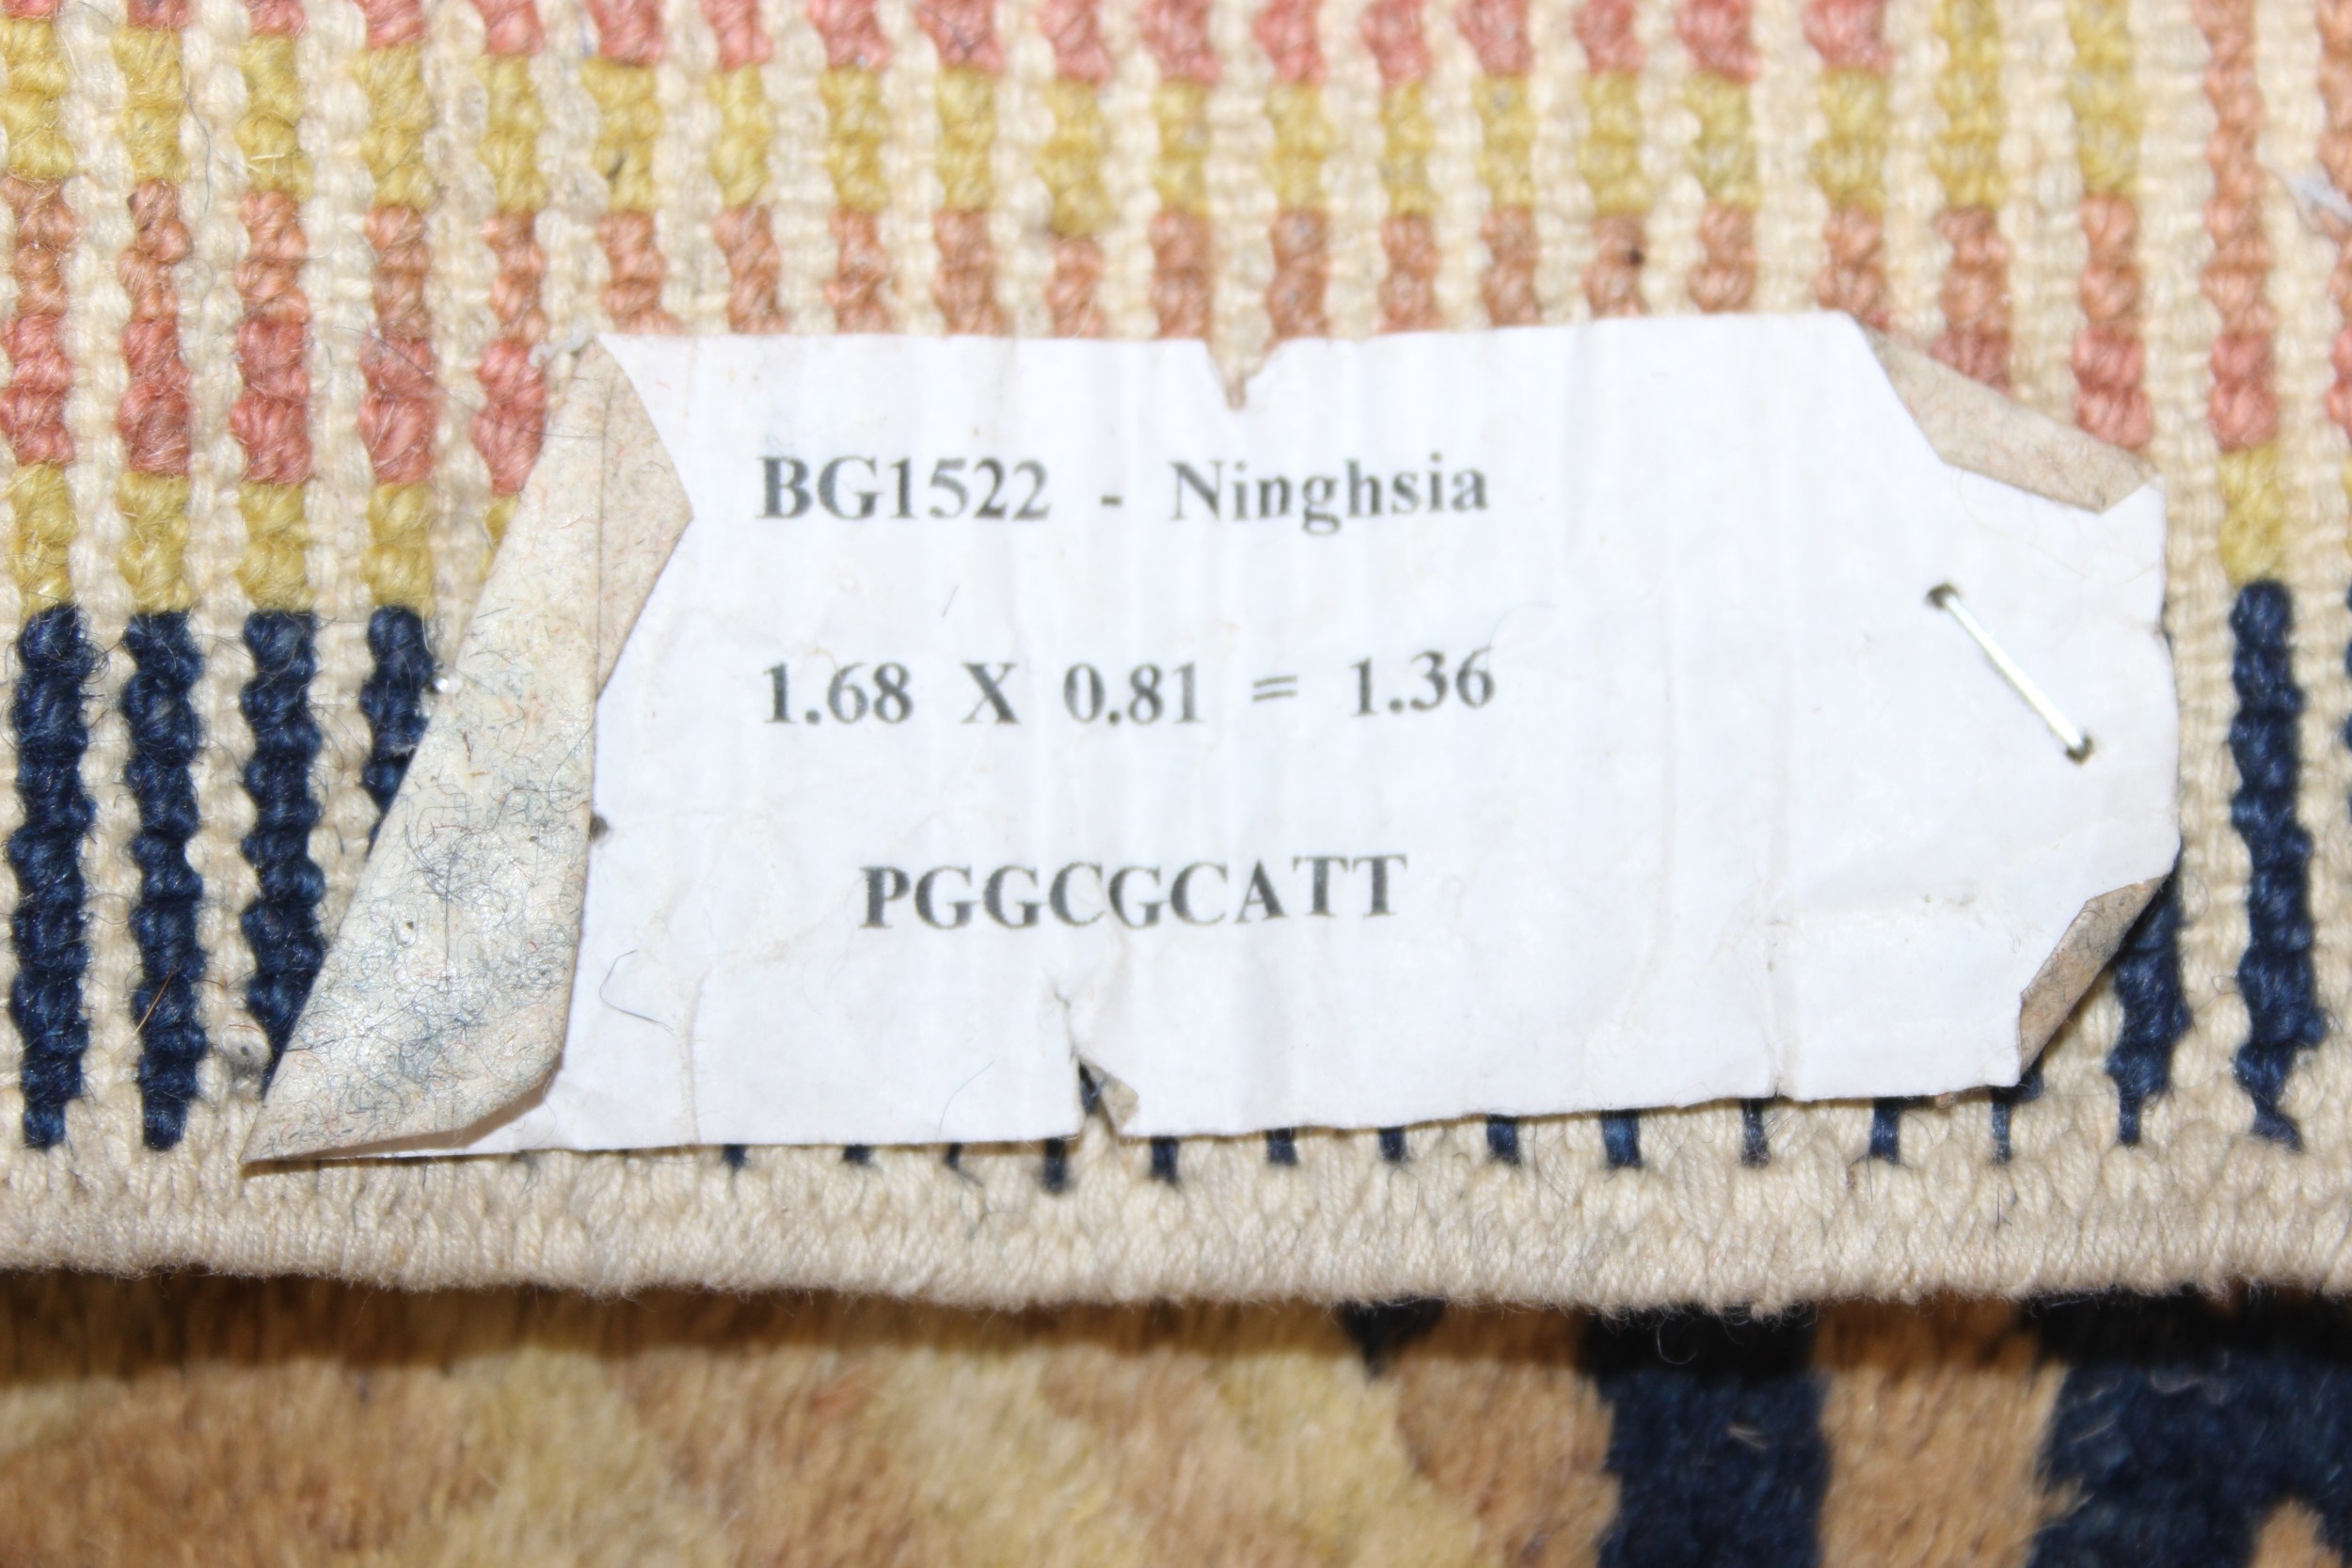 BG1522 - Ninghsia
1.68 X 0.81 = 1.36
PGGCGCATT